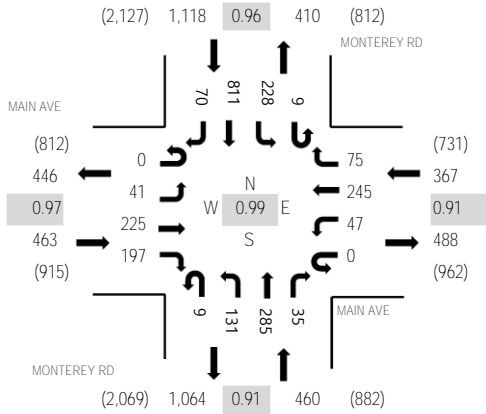 (2,127) 1,118 0.96 410 (812)
MONTEREY RD
70 811 228 9
MAIN AVE
(812) (731)
446 0 75 367
41 N 245
0.97 W 0.99 E 0.91
225 47
463 S 488
197 0
(915) (962)
9 131 285 35
MAIN AVE
MONTEREY RD
(2,069) 1,064 0.91 460 (882)